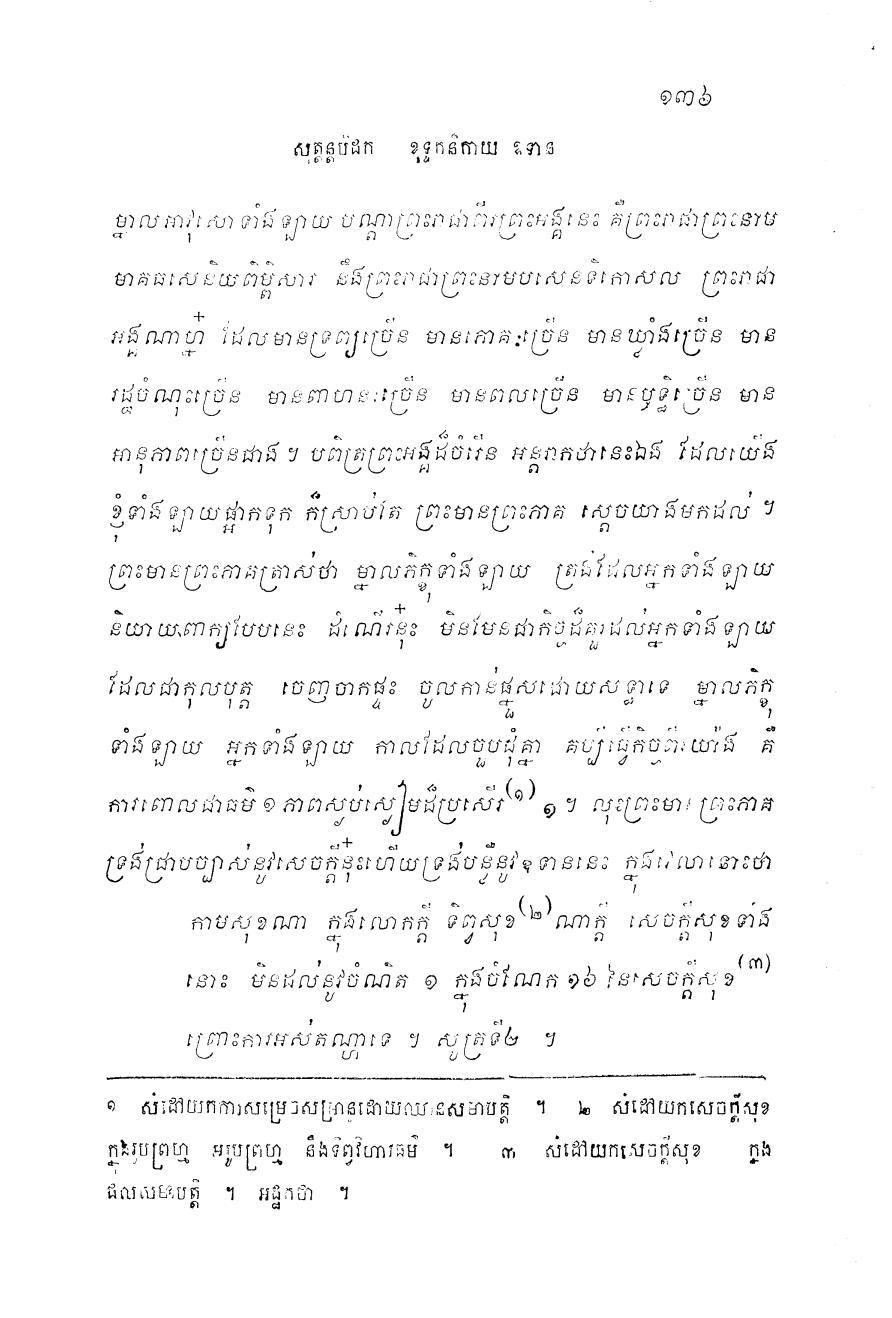 ១៣៦
សុត្តន្តបិដក ខុទ្ទកនិកាយ ឧទាន
ម្នាលអាវុសោទាំងឡាយ បណ្តាព្រះរាជាពីរព្រះអង្គនេះ គឺព្រះរាជាព្រះនាម
មាគធសេនិយពិម្ពិសារ នឹងព្រះរាជាព្រះនាមបសេនទិកោសល ព្រះរាជា
អង្គណាហ្ន៎ ដែលមានទ្រព្យច្រើន មានភោគៈច្រើន មានឃ្លាំងច្រើន មាន
រដ្ឋចំណុះច្រើន មានពាហនៈច្រើន មានពលច្រើន មានឫទ្ធិច្រើន មាន
អានុភាពច្រើនជាង ។ បពិត្រព្រះអង្គដ៏ចំរើន អន្តរាកថានេះឯង ដែលយើង
ខ្ញុំទាំងឡាយផ្អាកទុក ក៏ស្រាប់តែ ព្រះមានព្រះភាគ ស្តេចយាងមកដល់ ។
ព្រះមានព្រះភាគត្រាស់ថា ម្នាលភិក្ខុទាំងឡាយ ត្រង់ដែលអ្នកទាំងឡាយ
និយាយពាក្យបែបនេះ ដំណើរនុ៎ះ មិនមែនជាកិច្ចដ៏គួរដល់អ្នកទាំងឡាយ
ដែលជាកុលបុត្ត ចេញចាកផ្ទះ ចូលកាន់ផ្នួសដោយសទ្ធាទេ ម្នាលភិក្ខុ
ទាំងឡាយ អ្នកទាំងឡាយ កាលដែលចួបជុំគ្នា គប្បីធ្វើកិច្ចពីរយ៉ាង គឺ
ការពោលជាធម៌ ១ ភាពស្ងប់ស្ងៀមដ៏ប្រសើរ(១) ១ ។ លុះព្រះមានព្រះភាគ
ទ្រង់ជ្រាបច្បាស់នូវសេចក្តីនុ៎ះហើយទ្រង់បន្លឺនូវឧទាននេះ ក្នុងវេលានោះថា
កាមសុខណា ក្នុងលោកក្តី ទិព្វសុខ(២)ណាក្តី សេចក្តីសុខទាំង
នោះ មិនដល់នូវចំណិត ១ ក្នុងចំណែក ១៦ នៃសេចក្តីសុខ(៣)
ព្រោះការអស់តណ្ហាទេ ។ សូត្រទី២ ។
១ សំដៅយកការសម្រេចសម្រានដោយឈានសមាបត្តិ ។ ២ សំដៅយកសេចក្តីសុខ
ក្នុងរូបព្រហ្ម អរូបព្រហ្ម នឹងទិព្វវិហារធម៌ ។ ៣ សំដៅយកសេចក្តីសុខ ក្នុង
ផលសមាបត្តិ ។ អដ្ឋកថា ។